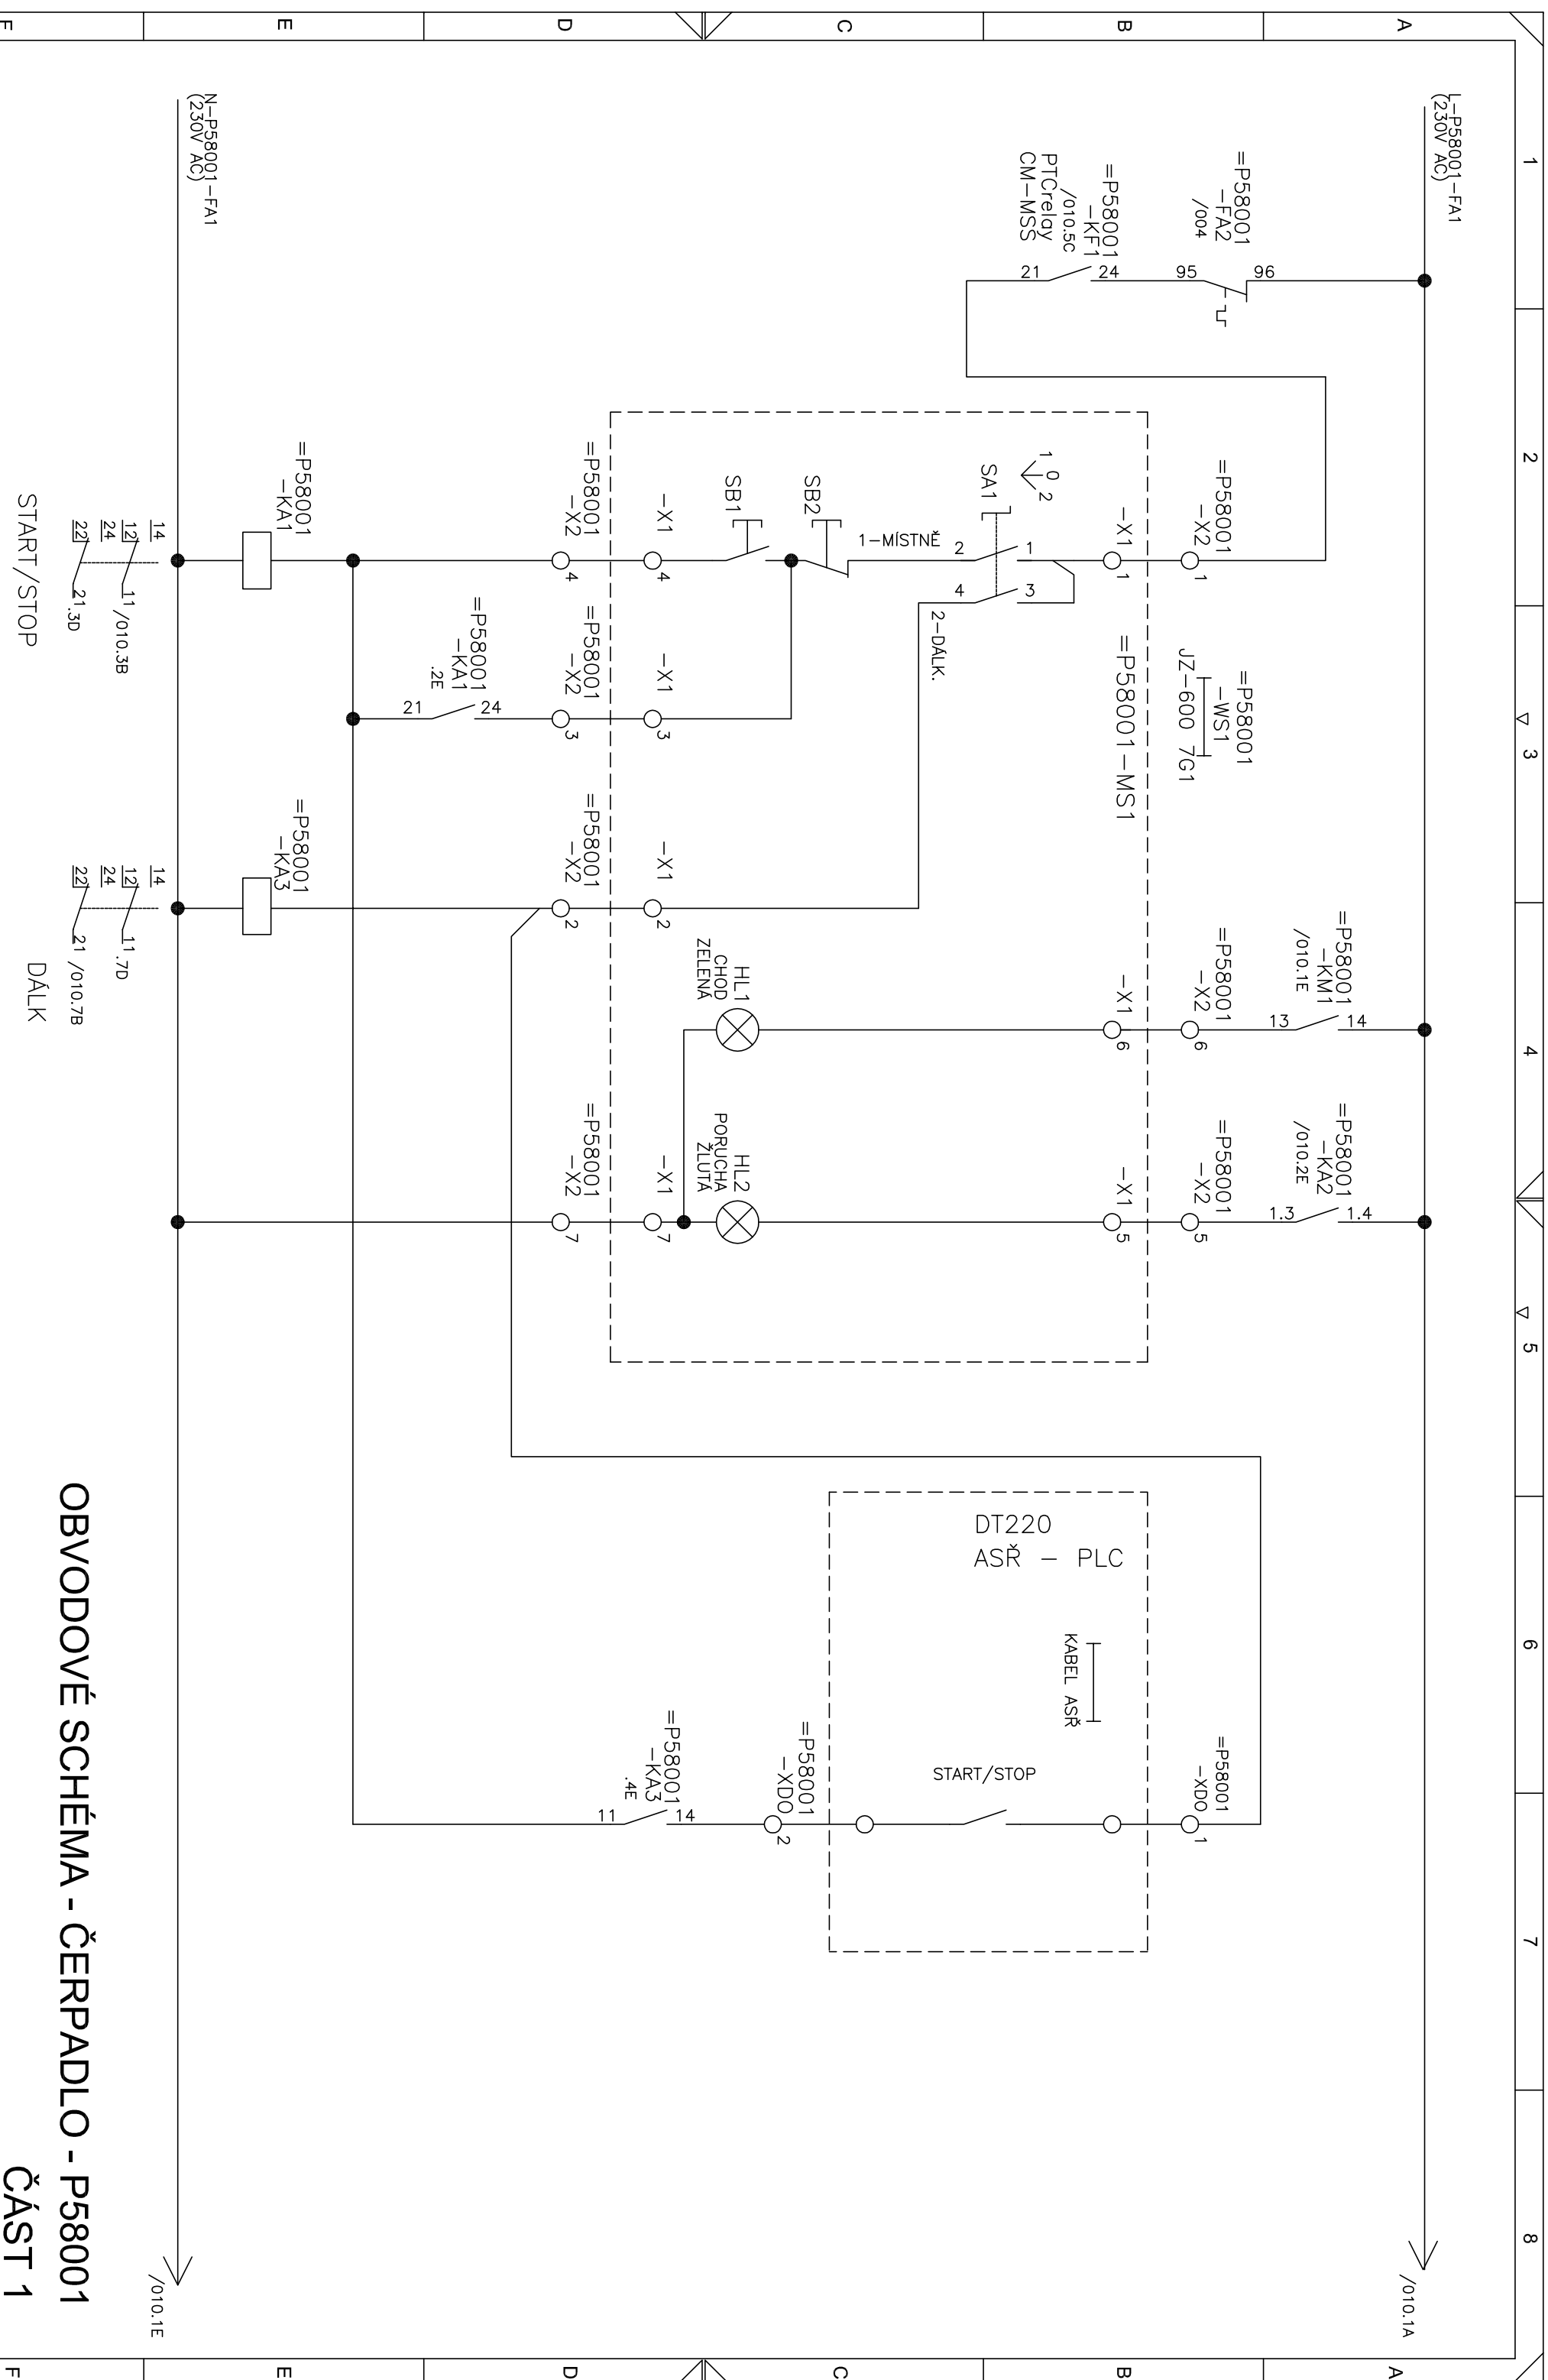 1
2
3
4
5
6
7
8
A
B
C
D
E
F
A
B
C
D
E
F
L-P58001-FA1
(230V AC)
/010.1A
=P58001
-FA2
/004
96
95
=P58001
-KF1
/010.5C
PTCrelay
CM-MSS
24
21
=P58001
-X2
1
-X1
1
1 0 2
SA1
1
2
3
4
1-MÍSTNĚ
2-DÁLK.
SB2
SB1
=P58001
-WS1
JZ-600 7G1
=P58001-MS1
-X1
4
=P58001
-X2
4
-X1
3
=P58001
-X2
3
=P58001
-KA1
.2E
24
21
-X1
2
=P58001
-X2
2
=P58001
-KM1
/010.1E
14
13
=P58001
-X2
6
-X1
6
HL1
CHOD
ZELENÁ
=P58001
-KA2
/010.2E
1.4
1.3
=P58001
-X2
5
-X1
5
HL2
PORUCHA
ŽLUTÁ
-X1
7
=P58001
-X2
7
DT220
ASŘ - PLC
KABEL ASŘ
=P58001
-XDO
1
START/STOP
=P58001
-XDO
2
=P58001
-KA3
.4E
14
11
=P58001
-KA1
=P58001
-KA3
N-P58001-FA1
(230V AC)
/010.1E
14
12 11 /010.3B
24
22 21 .3D
START/STOP
14
12 11 .7D
24
22 21 /010.7B
DÁLK
OBVODOVÉ SCHÉMA - ČERPADLO - P58001
ČÁST 1